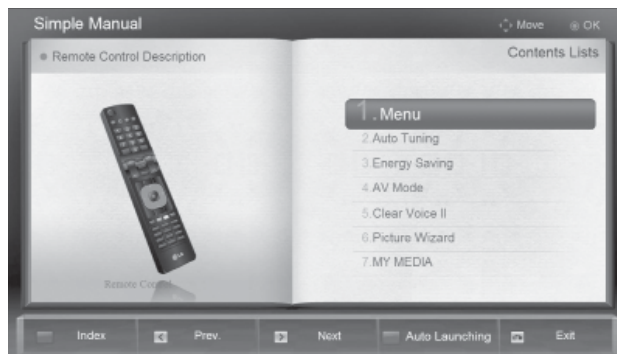 Simple Manual
Move OK
Remote Control Description
Contents Lists
1. Menu
2. Auto Tuning
3. Energy Saving
4. AV Mode
5. Clear Voice II
6. Picture Wizard
7. MY MEDIA
LG
Remote Control
Index Prev. Next Auto Launching Exit